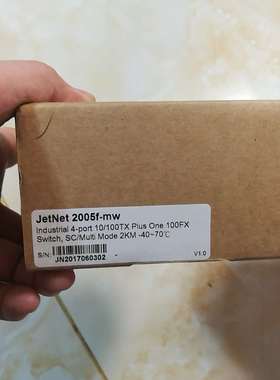 JetNet 2005f-mw
Industrial 4-port 10/100TX Plus One 100FX
Switch, SC/Multi Mode 2KM -40~70℃
S/N: JN2017060302 - V1.0